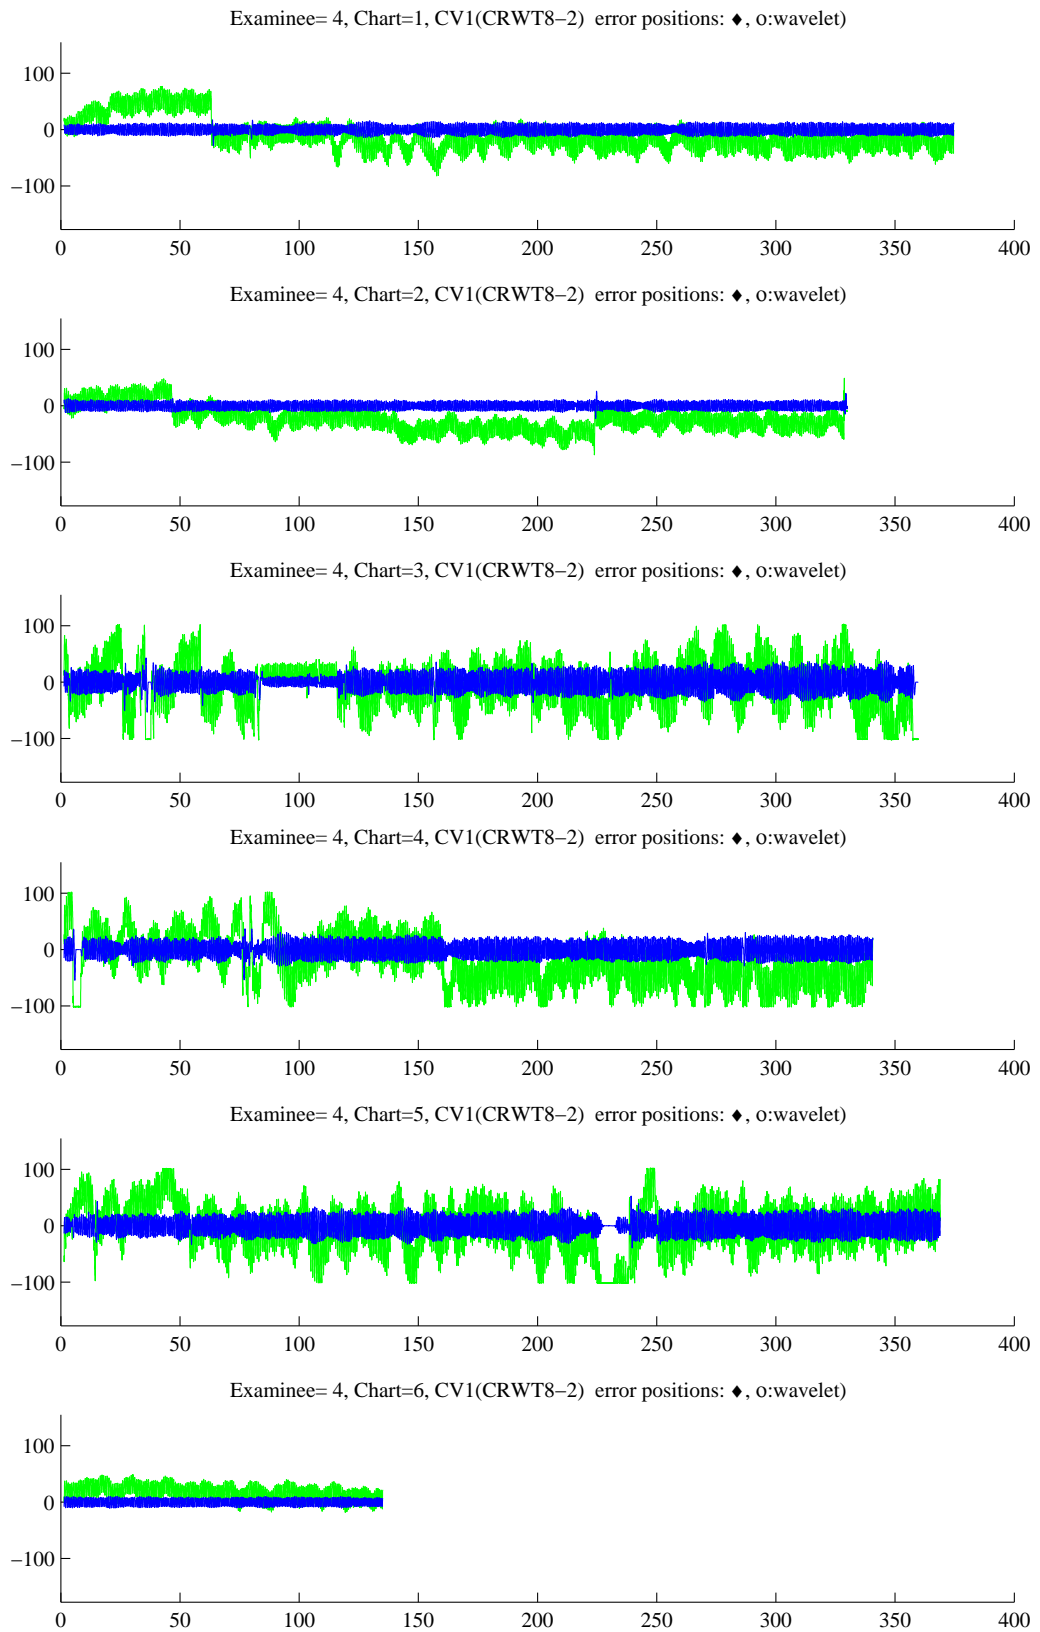 Examinee= 4, Chart=1, CV1(CRWT8−2)  error positions: ♦, o:wavelet)
100
0
−100
0 50 100 150 200 250 300 350 400
Examinee= 4, Chart=2, CV1(CRWT8−2)  error positions: ♦, o:wavelet)
100
0
−100
0 50 100 150 200 250 300 350 400
Examinee= 4, Chart=3, CV1(CRWT8−2)  error positions: ♦, o:wavelet)
100
0
−100
0 50 100 150 200 250 300 350 400
Examinee= 4, Chart=4, CV1(CRWT8−2)  error positions: ♦, o:wavelet)
100
0
−100
0 50 100 150 200 250 300 350 400
Examinee= 4, Chart=5, CV1(CRWT8−2)  error positions: ♦, o:wavelet)
100
0
−100
0 50 100 150 200 250 300 350 400
Examinee= 4, Chart=6, CV1(CRWT8−2)  error positions: ♦, o:wavelet)
100
0
−100
0 50 100 150 200 250 300 350 400